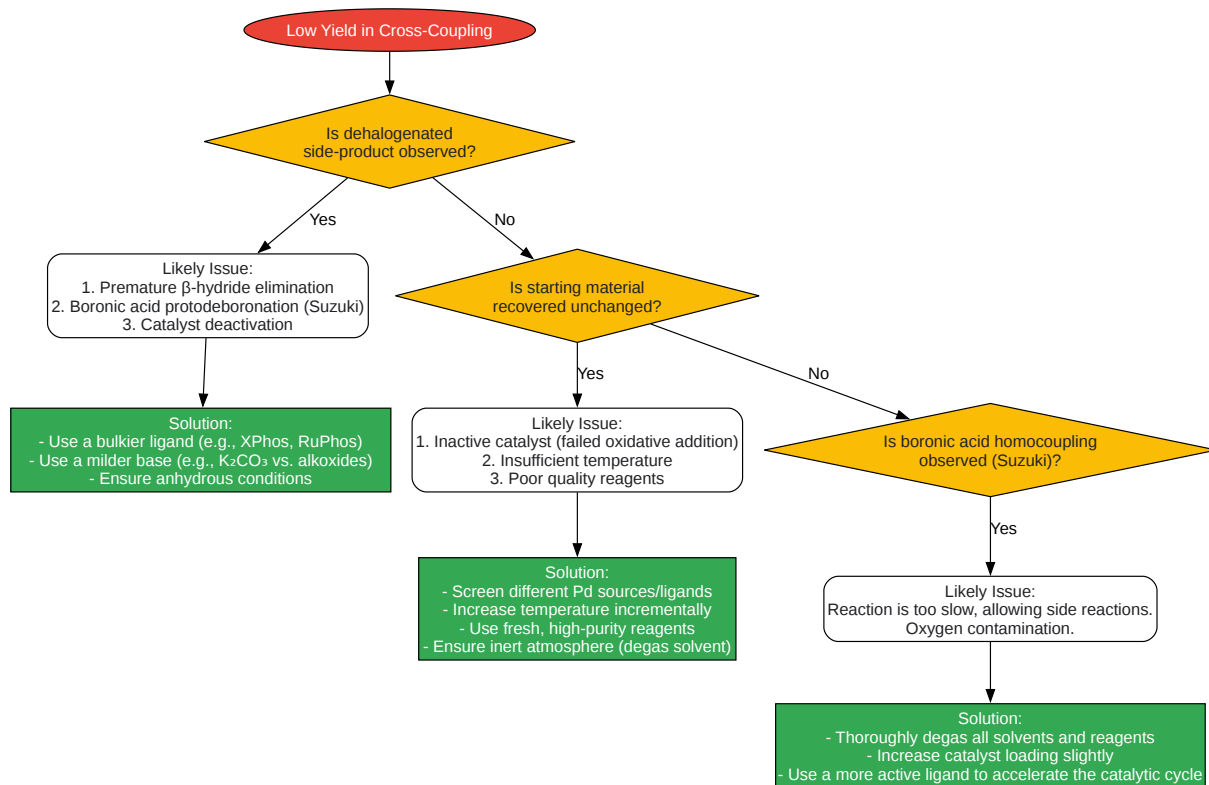 Low Yield in Cross-Coupling
Is dehalogenated
side-product observed?
Yes
No
Likely Issue:
1. Premature β-hydride elimination
2. Boronic acid protodeboronation (Suzuki)
3. Catalyst deactivation
Is starting material
recovered unchanged?
Yes
No
Solution:
- Use a bulkier ligand (e.g., XPhos, RuPhos)
- Use a milder base (e.g., K₂CO₃ vs. alkoxides)
- Ensure anhydrous conditions
Likely Issue:
1. Inactive catalyst (failed oxidative addition)
2. Insufficient temperature
3. Poor quality reagents
Is boronic acid homocoupling
observed (Suzuki)?
Yes
Solution:
- Screen different Pd sources/ligands
- Increase temperature incrementally
- Use fresh, high-purity reagents
- Ensure inert atmosphere (degas solvent)
Likely Issue:
Reaction is too slow, allowing side reactions.
Oxygen contamination.
Solution:
- Thoroughly degas all solvents and reagents
- Increase catalyst loading slightly
- Use a more active ligand to accelerate the catalytic cycle